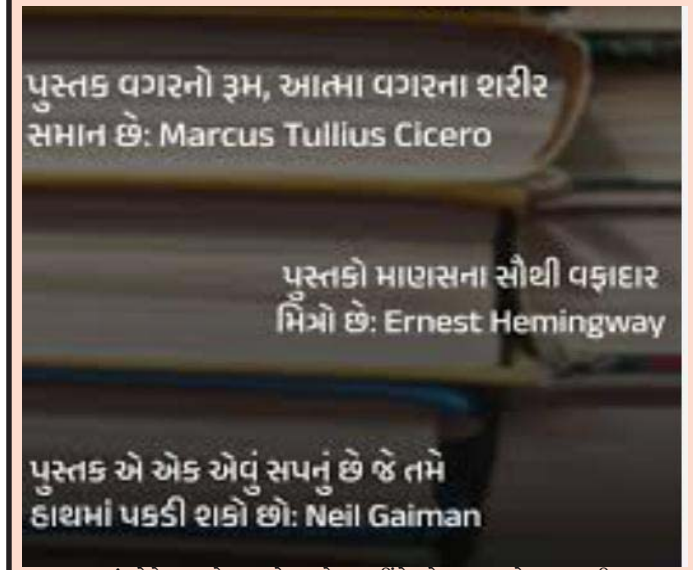 પુસ્તક વગરનો રૂમ, આત્મા વગરના શરીર
સમાન છે: Marcus Tullius Cicero
પુસ્તકો માણસના સૌથી વફાદાર
મિત્રો છે: Ernest Hemingway
પુસ્તક એ એક એવું સપનું છે જે તમે
હાથમાં પકડી શકો છો: Neil Gaiman